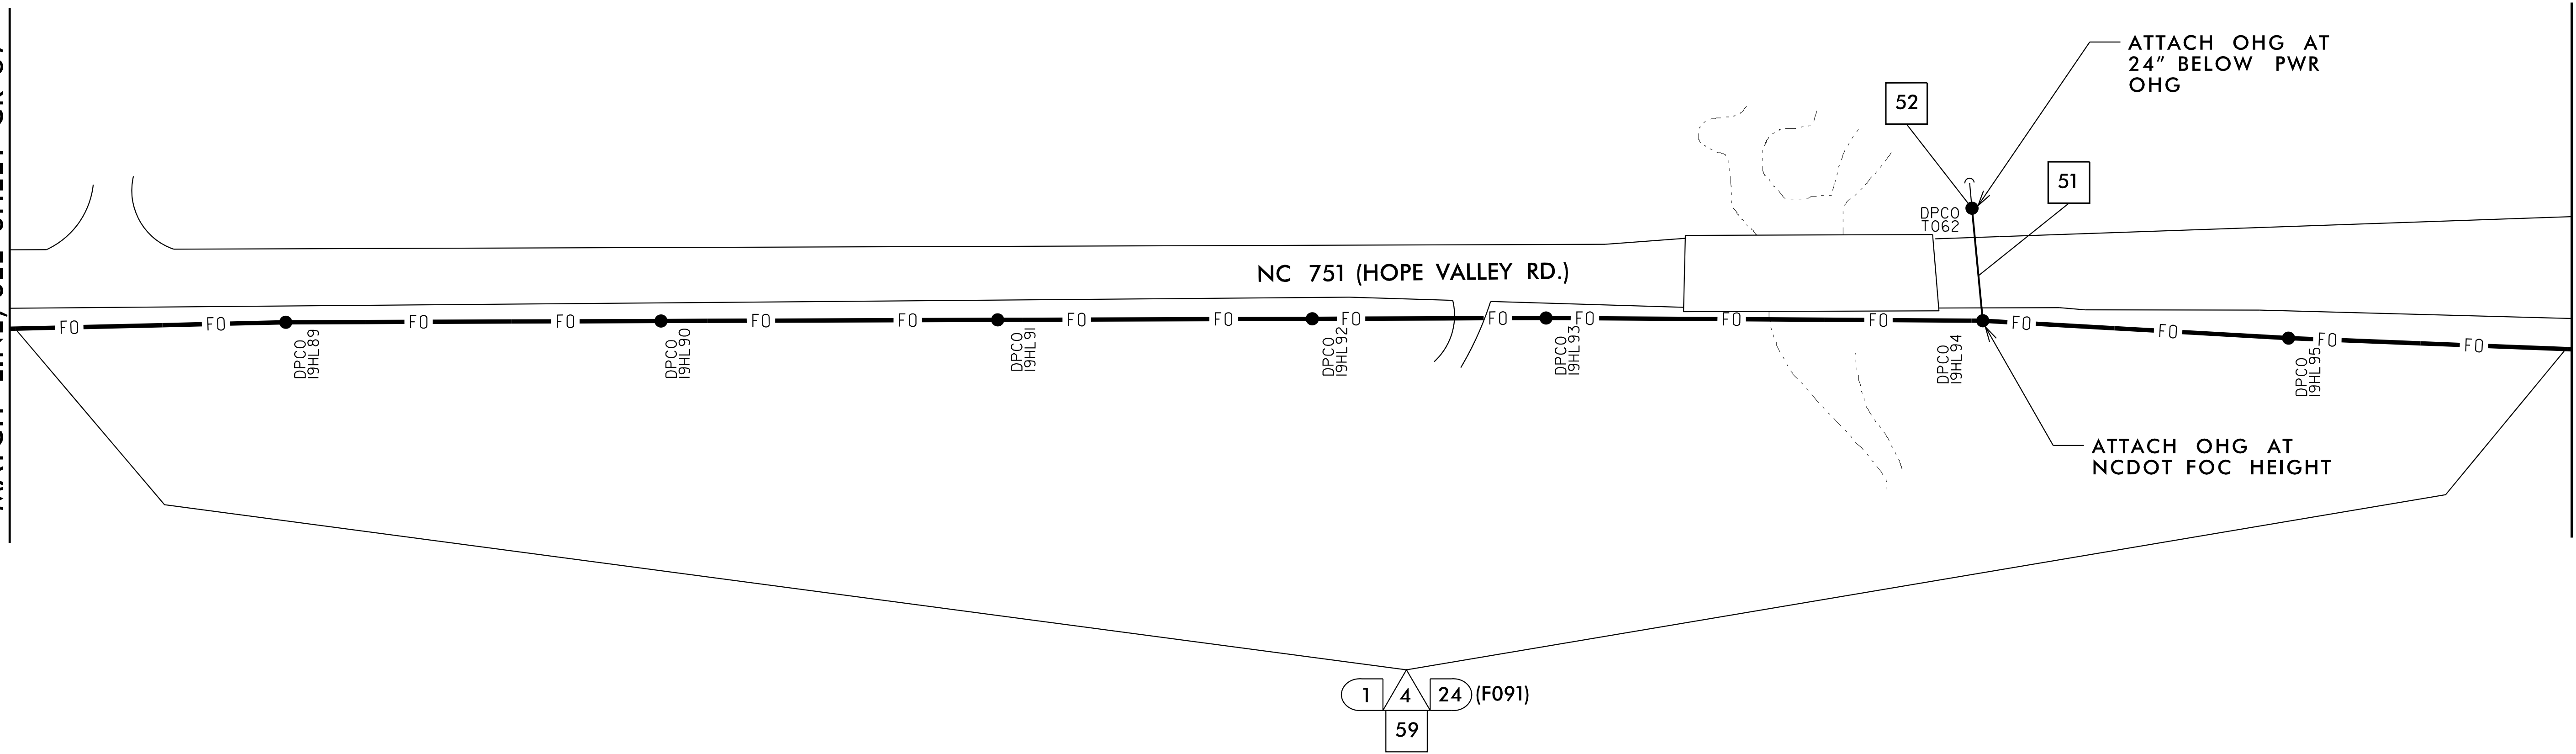 ATTACH OHG AT
24" BELOW PWR
OHG
52
51
DPCO
T062
NC 751 (HOPE VALLEY RD.)
FO FO FO FO FO FO FO FO FO FO FO FO FO FO FO FO
DPCO
19HL89
DPCO
19HL90
DPCO
19HL91
DPCO
19HL92
DPCO
19HL93
DPCO
19HL94
DPCO
19HL95
ATTACH OHG AT
NCDOT FOC HEIGHT
1 4 24 (F091)
59